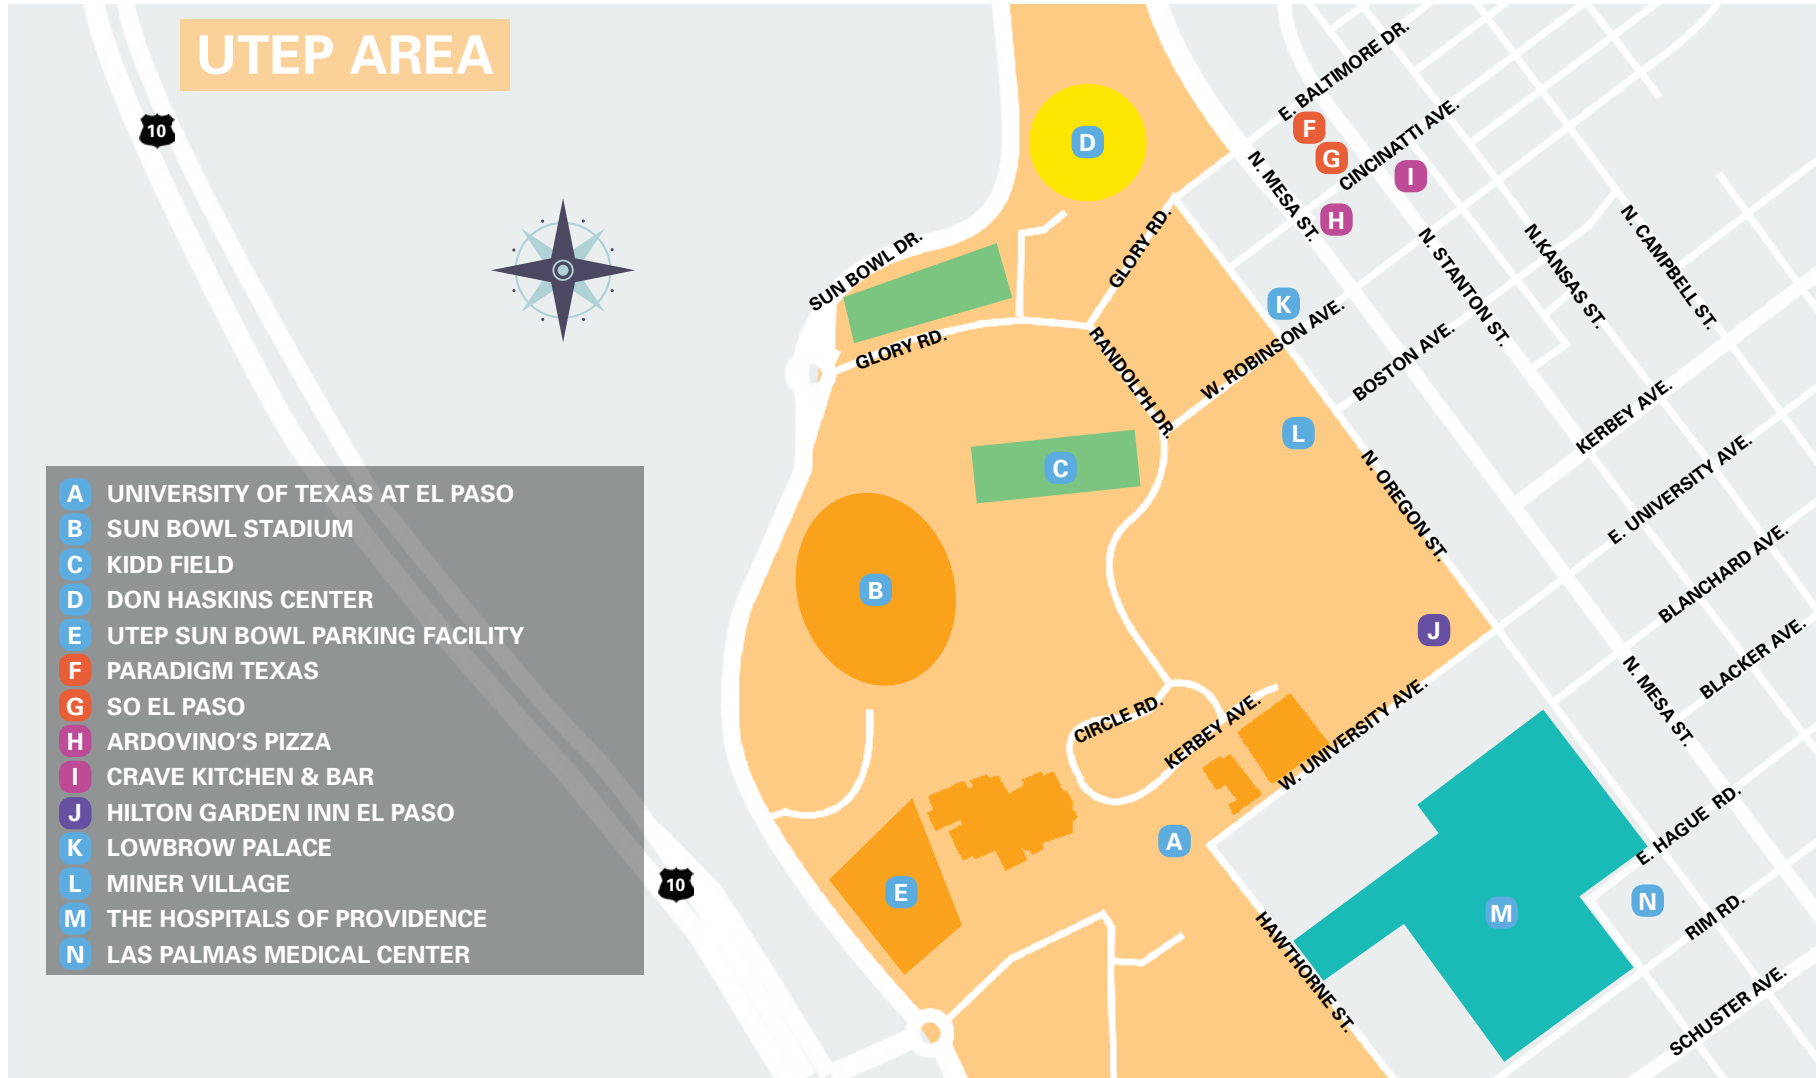 UTEP AREA
10
E. BALTIMORE DR.
CINCINATTI AVE.
D
F
G
I
H
N. MESA ST.
GLORY RD.
SUN BOWL DR.
N. STANTON ST.
N.KANSAS ST.
N. CAMPBELL ST.
K
GLORY RD.
RANDOLPH DR.
W. ROBINSON AVE.
BOSTON AVE.
KERBEY AVE.
L
C
N. OREGON ST.
E. UNIVERSITY AVE.
BLANCHARD AVE.
B
J
BLACKER AVE.
N. MESA ST.
CIRCLE RD.
KERBEY AVE.
W. UNIVERSITY AVE.
E. HAGUE RD.
A
E
M
N
RIM RD.
HAWTHORNE ST.
SCHUSTER AVE.
A UNIVERSITY OF TEXAS AT EL PASO
B SUN BOWL STADIUM
C KIDD FIELD
D DON HASKINS CENTER
E UTEP SUN BOWL PARKING FACILITY
F PARADIGM TEXAS
G SO EL PASO
H ARDOVINO’S PIZZA
I CRAVE KITCHEN & BAR
J HILTON GARDEN INN EL PASO
K LOWBROW PALACE
L MINER VILLAGE
M THE HOSPITALS OF PROVIDENCE
N LAS PALMAS MEDICAL CENTER
10